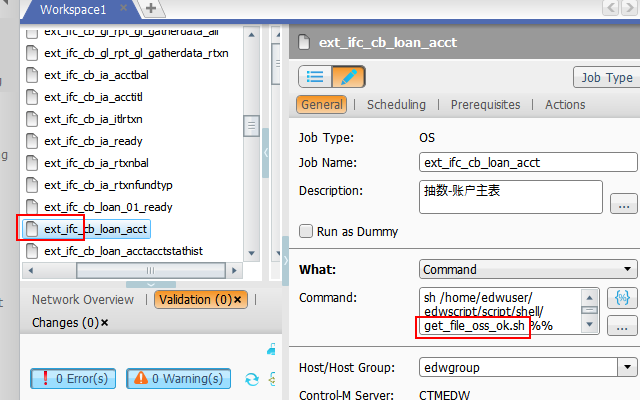 Workspace1 ×
ext_ifc_cb_gl_rpt_gl_gatherdata_all
ext_ifc_cb_gl_rpt_gl_gatherdata_rtxn
ext_ifc_cb_ia_acctbal
ext_ifc_cb_ia_acctitl
ext_ifc_cb_ia_itlrtxn
ext_ifc_cb_ia_ready
ext_ifc_cb_ia_rtxnbal
ext_ifc_cb_ia_rtxnfundtyp
ext_ifc_cb_loan_01_ready
ext_ifc_cb_loan_acct
ext_ifc_cb_loan_acctacctstathist
Network Overview
Validation (0)×
Changes (0)×
0 Error(s)
0 Warning(s)
ext_ifc_cb_loan_acct
Job Type
General
Scheduling
Prerequisites
Actions
Job Type: OS
Job Name: ext_ifc_cb_loan_acct
Description: 抽数-账户主表
...
Run as Dummy
What: Command
Command: sh /home/edwuser/
edwscript/script/shell/
get_file_oss_ok.sh %%
{%}
...
Host/Host Group: edwgroup
Control-M Server: CTMEDW